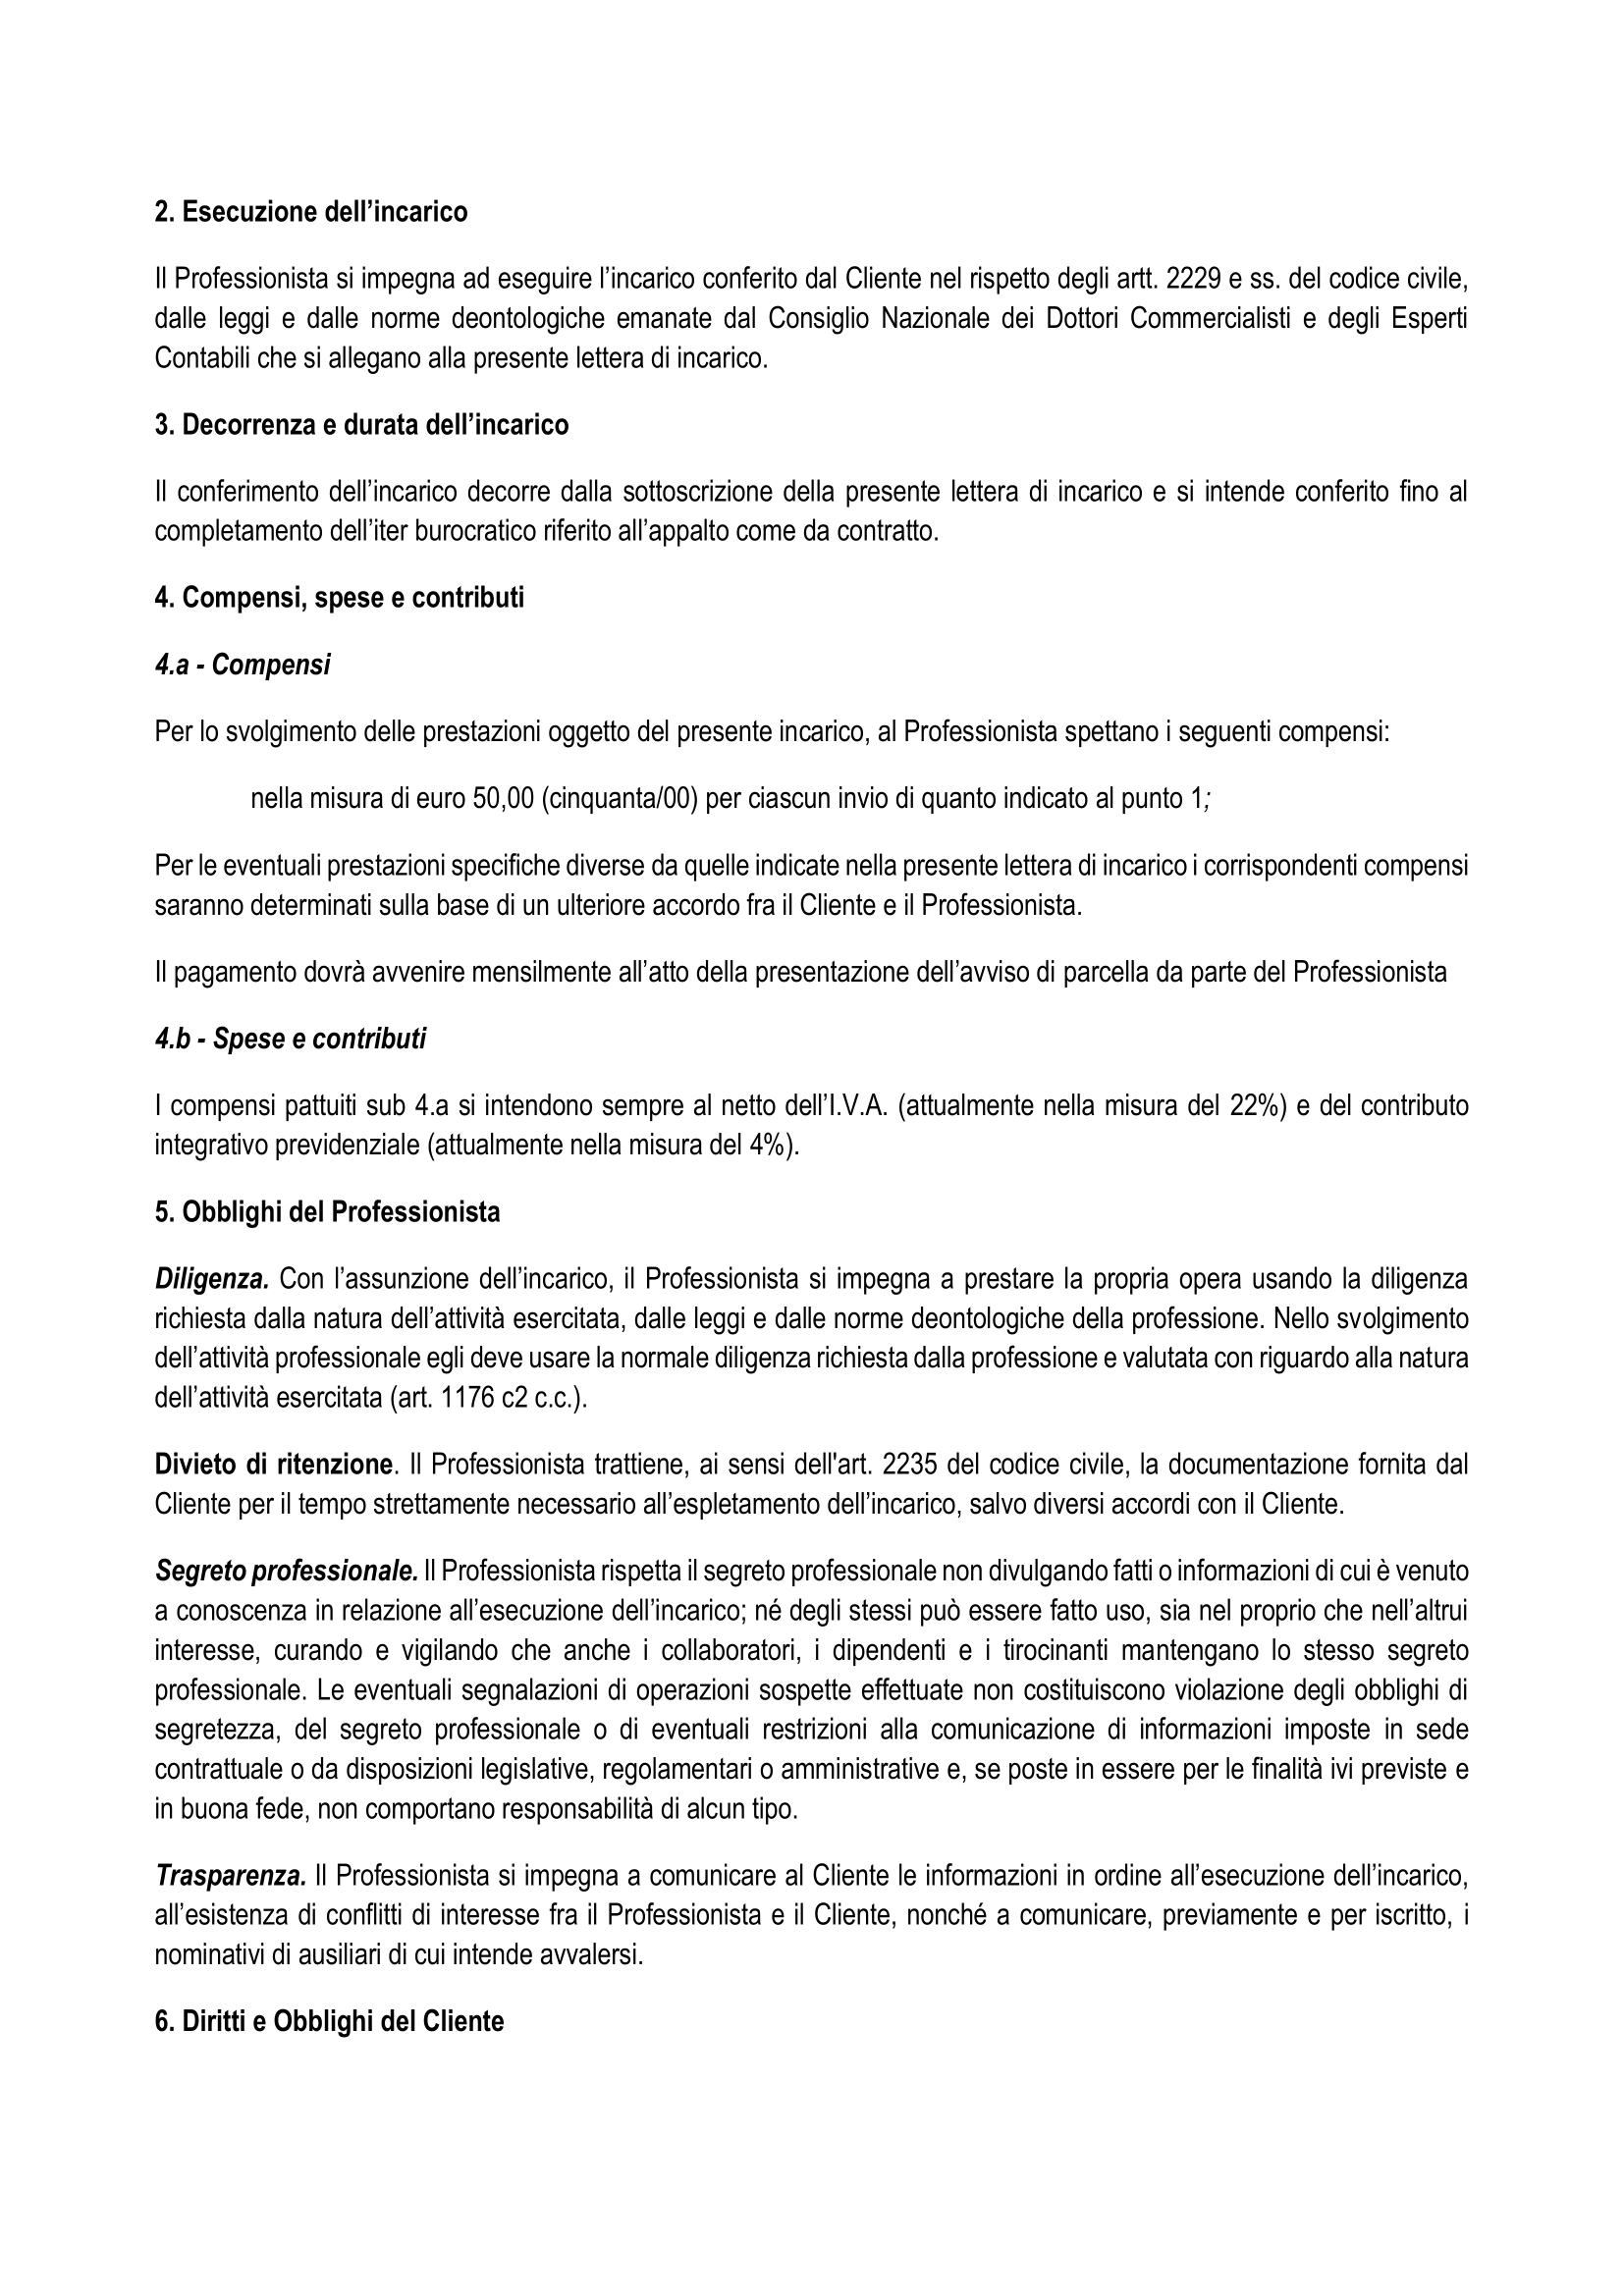 2. Esecuzione dell’incarico
Il Professionista si impegna ad eseguire l’incarico conferito dal Cliente nel rispetto degli artt. 2229 e ss. del codice civile,
dalle leggi e dalle norme deontologiche emanate dal Consiglio Nazionale dei Dottori Commercialisti e degli Esperti
Contabili che si allegano alla presente lettera di incarico.
3. Decorrenza e durata dell’incarico
Il conferimento dell’incarico decorre dalla sottoscrizione della presente lettera di incarico e si intende conferito fino al
completamento dell’iter burocratico riferito all’appalto come da contratto.
4. Compensi, spese e contributi
4.a - Compensi
Per lo svolgimento delle prestazioni oggetto del presente incarico, al Professionista spettano i seguenti compensi:
nella misura di euro 50,00 (cinquanta/00) per ciascun invio di quanto indicato al punto 1;
Per le eventuali prestazioni specifiche diverse da quelle indicate nella presente lettera di incarico i corrispondenti compensi
saranno determinati sulla base di un ulteriore accordo fra il Cliente e il Professionista.
Il pagamento dovrà avvenire mensilmente all’atto della presentazione dell’avviso di parcella da parte del Professionista
4.b - Spese e contributi
I compensi pattuiti sub 4.a si intendono sempre al netto dell’I.V.A. (attualmente nella misura del 22%) e del contributo
integrativo previdenziale (attualmente nella misura del 4%).
5. Obblighi del Professionista
Diligenza. Con l’assunzione dell’incarico, il Professionista si impegna a prestare la propria opera usando la diligenza
richiesta dalla natura dell’attività esercitata, dalle leggi e dalle norme deontologiche della professione. Nello svolgimento
dell’attività professionale egli deve usare la normale diligenza richiesta dalla professione e valutata con riguardo alla natura
dell’attività esercitata (art. 1176 c2 c.c.).
Divieto di ritenzione. Il Professionista trattiene, ai sensi dell'art. 2235 del codice civile, la documentazione fornita dal
Cliente per il tempo strettamente necessario all’espletamento dell’incarico, salvo diversi accordi con il Cliente.
Segreto professionale. Il Professionista rispetta il segreto professionale non divulgando fatti o informazioni di cui è venuto
a conoscenza in relazione all’esecuzione dell’incarico; né degli stessi può essere fatto uso, sia nel proprio che nell’altrui
interesse, curando e vigilando che anche i collaboratori, i dipendenti e i tirocinanti mantengano lo stesso segreto
professionale. Le eventuali segnalazioni di operazioni sospette effettuate non costituiscono violazione degli obblighi di
segretezza, del segreto professionale o di eventuali restrizioni alla comunicazione di informazioni imposte in sede
contrattuale o da disposizioni legislative, regolamentari o amministrative e, se poste in essere per le finalità ivi previste e
in buona fede, non comportano responsabilità di alcun tipo.
Trasparenza. Il Professionista si impegna a comunicare al Cliente le informazioni in ordine all’esecuzione dell’incarico,
all’esistenza di conflitti di interesse fra il Professionista e il Cliente, nonché a comunicare, previamente e per iscritto, i
nominativi di ausiliari di cui intende avvalersi.
6. Diritti e Obblighi del Cliente